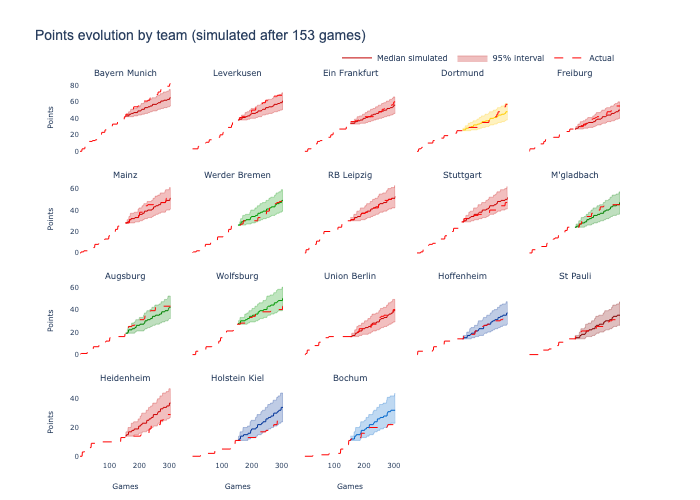 Points evolution by team (simulated after 153 games)
Median simulated 95% interval Actual
Bayern Munich Leverkusen Ein Frankfurt Dortmund Freiburg
80
60
40
20
0
Points
Mainz Werder Bremen RB Leipzig Stuttgart M'gladbach
60
40
20
0
Points
Augsburg Wolfsburg Union Berlin Hoffenheim St Pauli
60
40
20
0
Points
Heidenheim Holstein Kiel Bochum
40
20
0
Points
100 200 300 100 200 300 100 200 300
Games Games Games